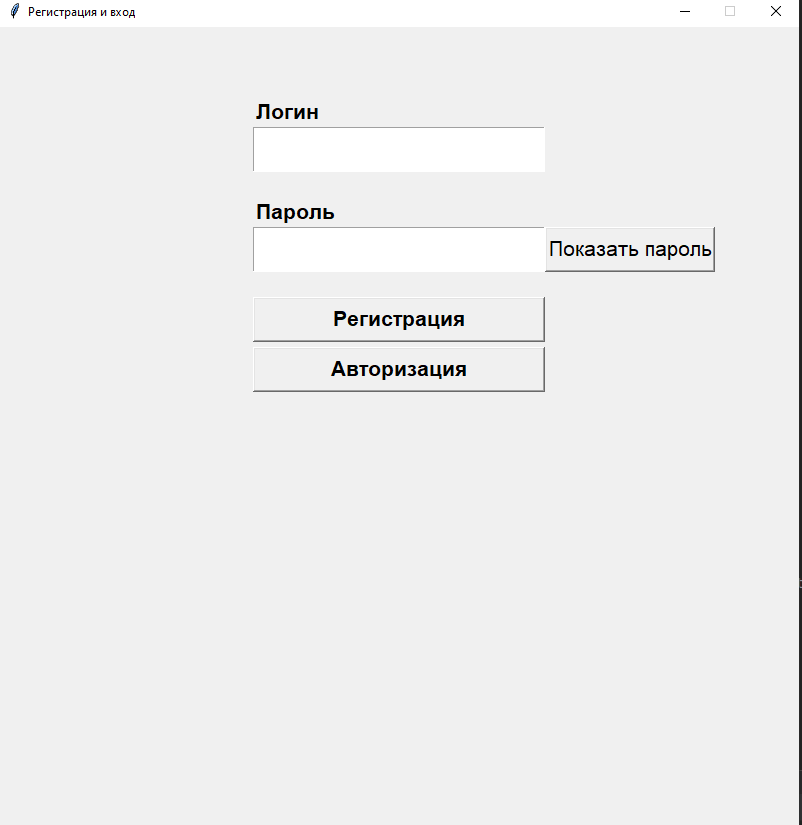 Регистрация и вход
Логин
Пароль
Показать пароль
Регистрация
Авторизация